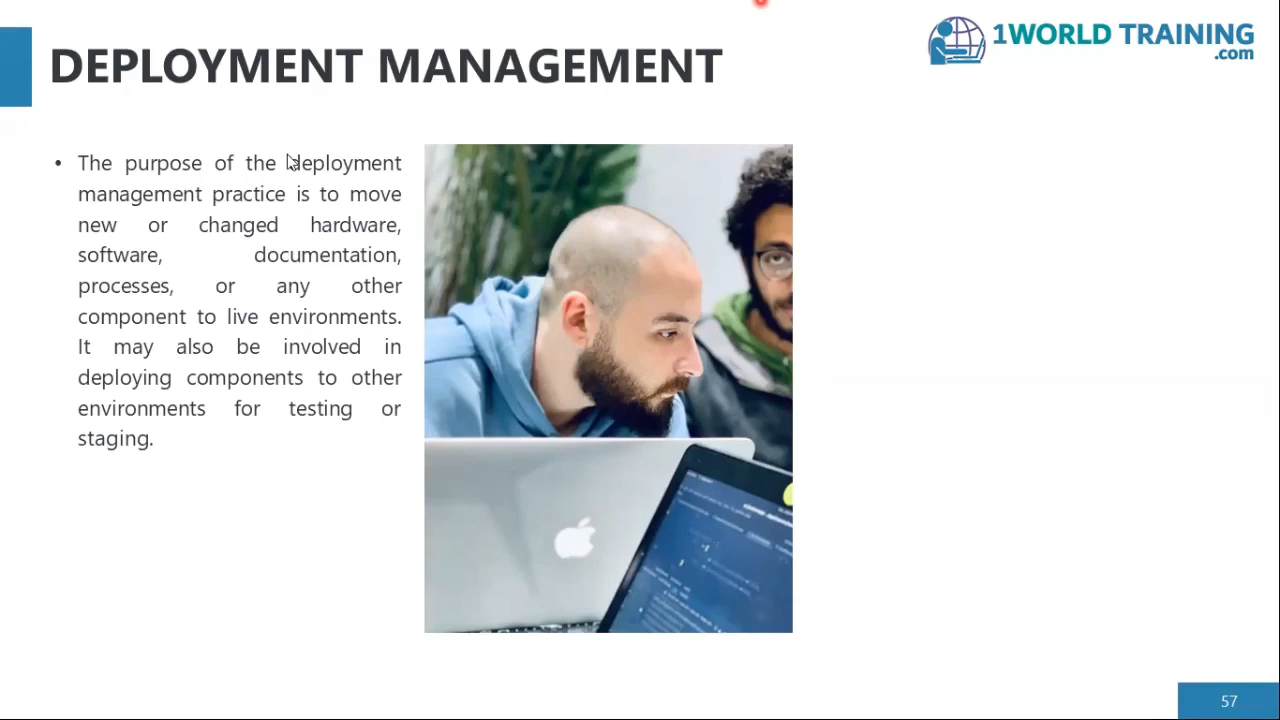 DEPLOYMENT MANAGEMENT
1WORLD TRAINING
.com
• The purpose of the deployment
management practice is to move
new or changed hardware,
software, documentation,
processes, or any other
component to live environments.
It may also be involved in
deploying components to other
environments for testing or
staging.
57